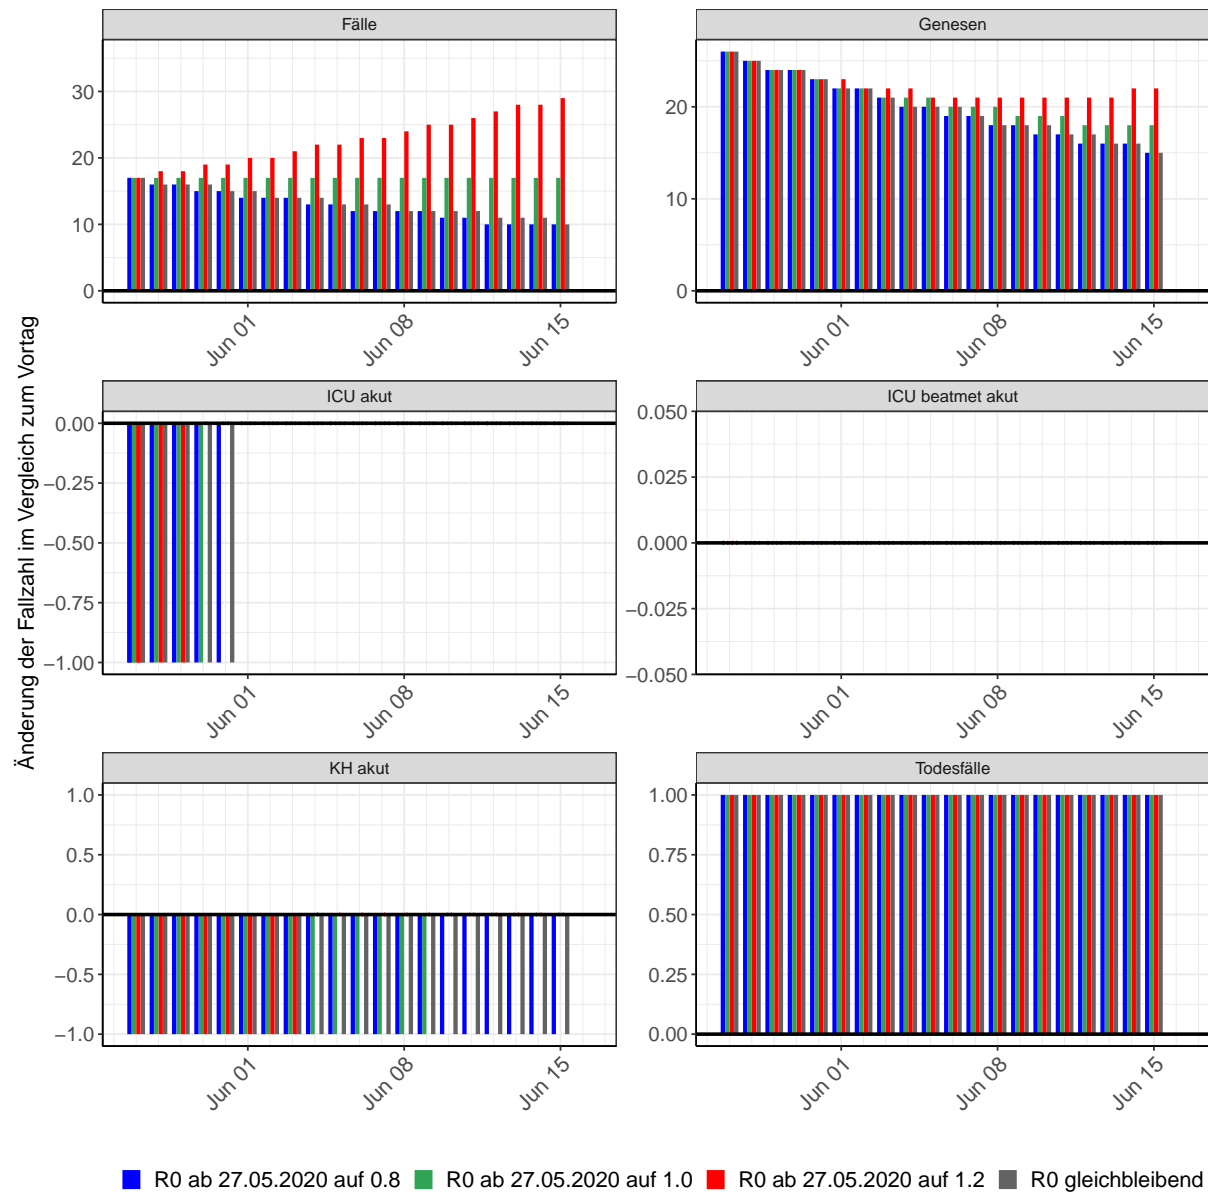 Fälle
Genesen
30
20
10
0
Jun 01
Jun 08
Jun 15
20
10
0
Jun 01
Jun 08
Jun 15
Änderung der Fallzahl im Vergleich zum Vortag
ICU akut
ICU beatmet akut
0.00
−0.25
−0.50
−0.75
−1.00
Jun 01
Jun 08
Jun 15
0.050
0.025
0.000
−0.025
−0.050
Jun 01
Jun 08
Jun 15
KH akut
Todesfälle
1.0
0.5
0.0
−0.5
−1.0
Jun 01
Jun 08
Jun 15
1.00
0.75
0.50
0.25
0.00
Jun 01
Jun 08
Jun 15
R0 ab 27.05.2020 auf 0.8 R0 ab 27.05.2020 auf 1.0 R0 ab 27.05.2020 auf 1.2 R0 gleichbleibend